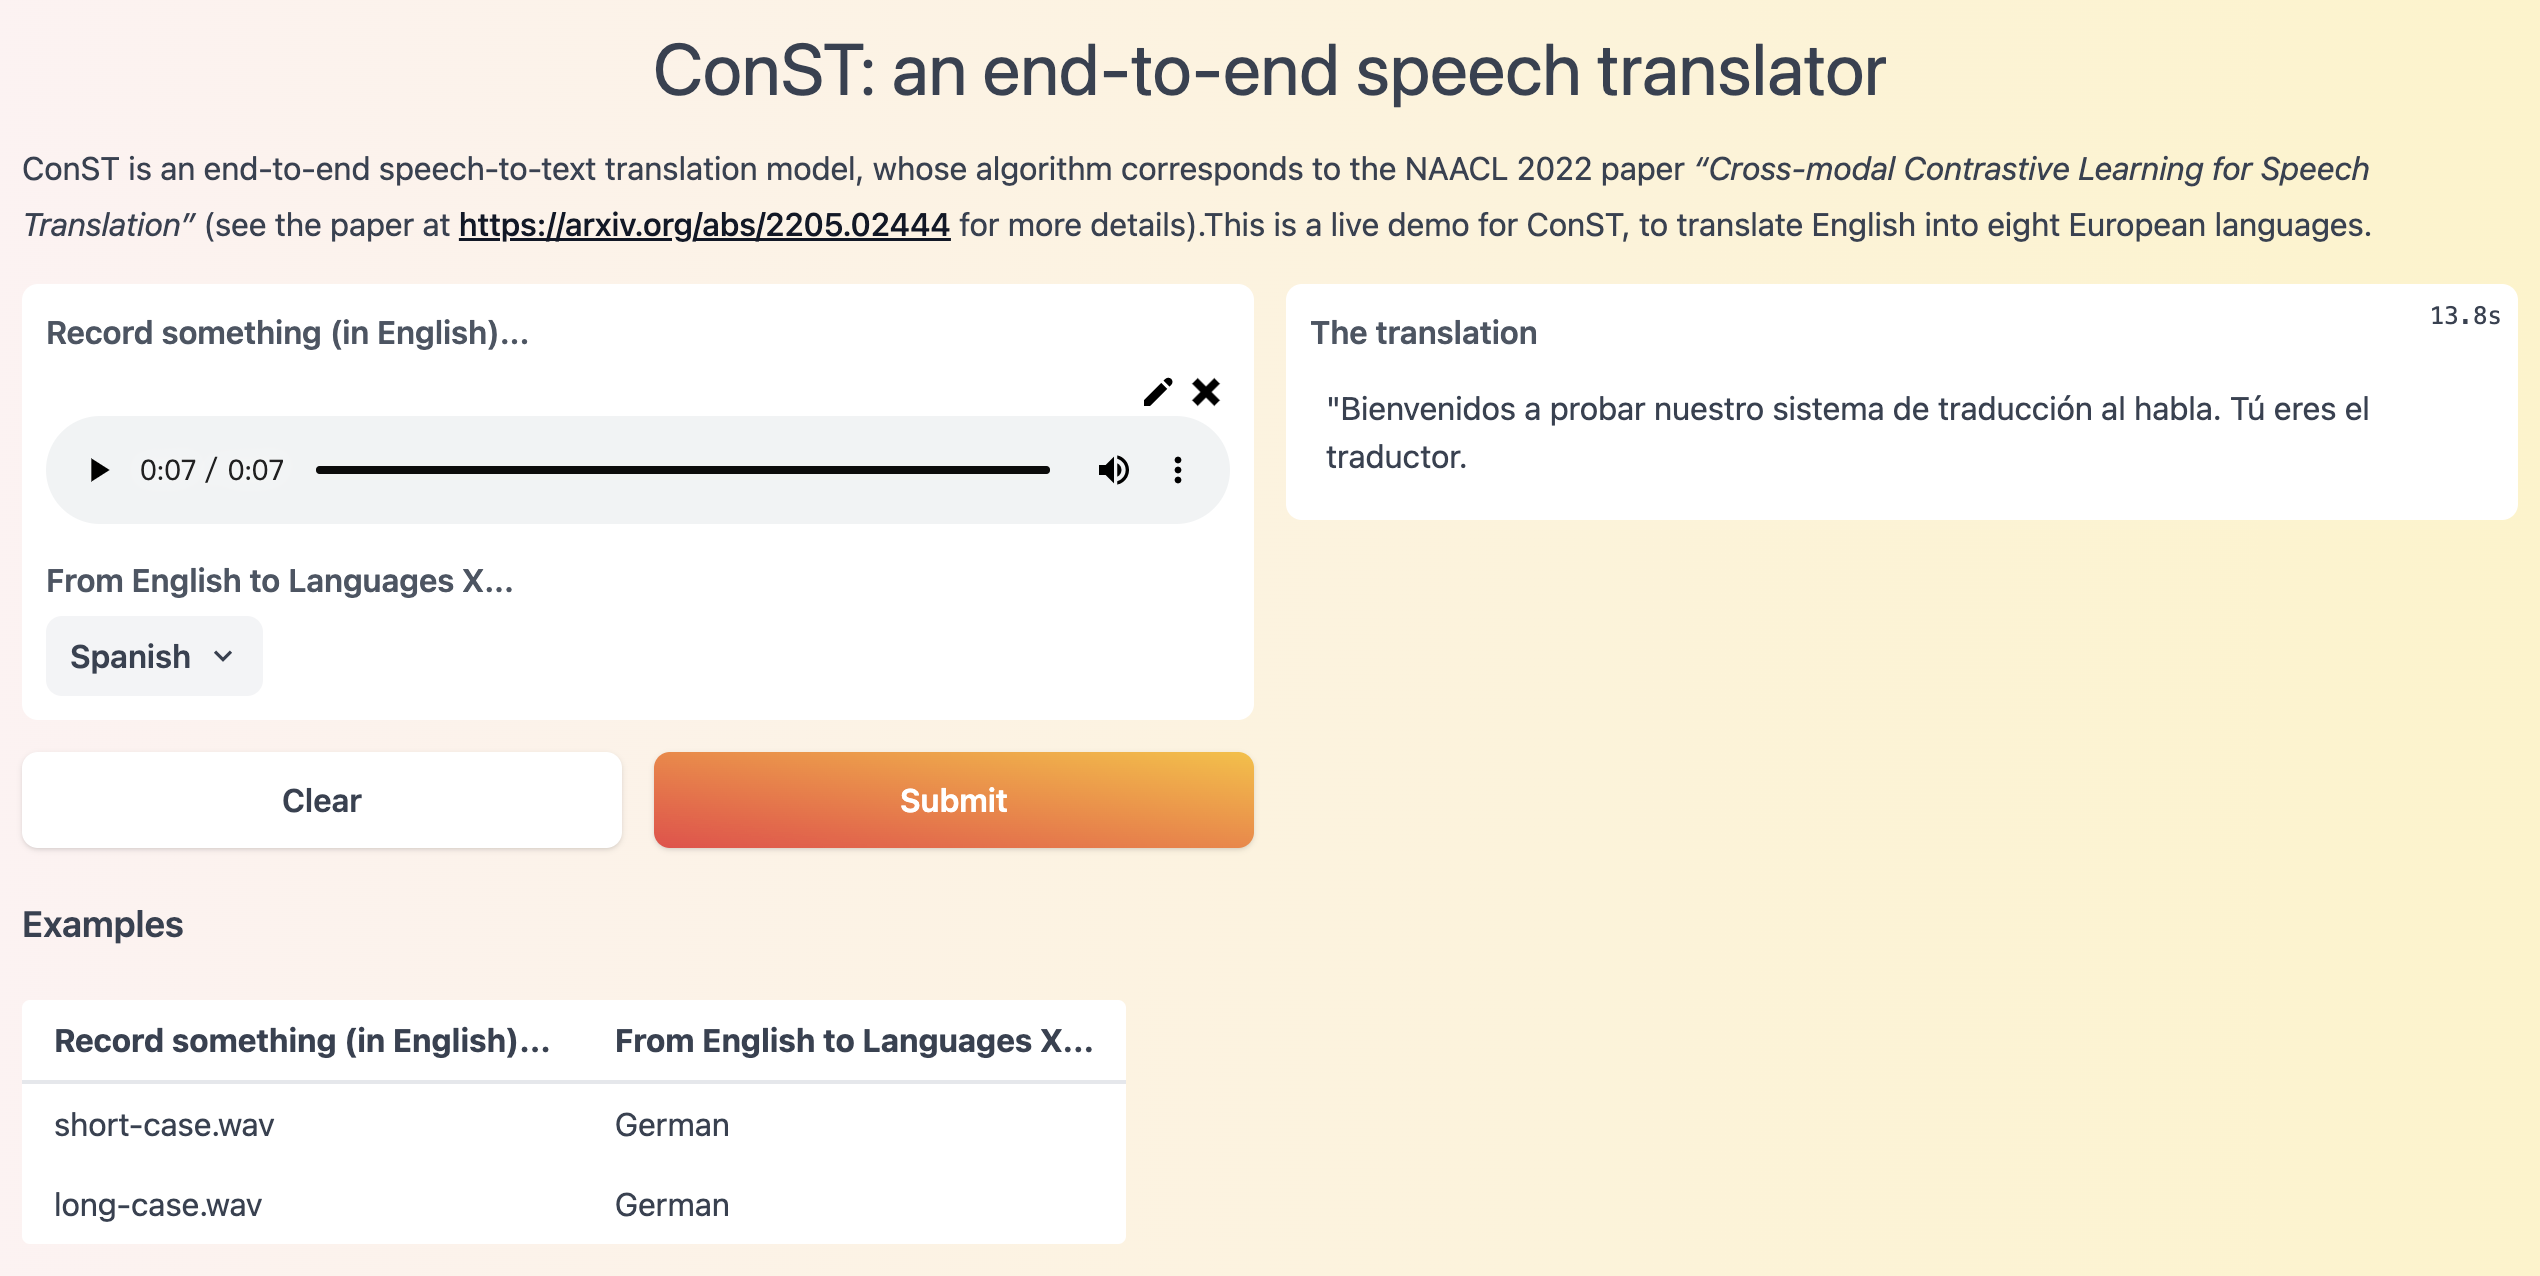 ConST: an end-to-end speech translator
ConST is an end-to-end speech-to-text translation model, whose algorithm corresponds to the NAACL 2022 paper “Cross-modal Contrastive Learning for Speech
Translation” (see the paper at https://arxiv.org/abs/2205.02444 for more details).This is a live demo for ConST, to translate English into eight European languages.
Record something (in English)...
0:07 / 0:07
From English to Languages X...
Spanish
Clear
Submit
The translation
13.8s
"Bienvenidos a probar nuestro sistema de traducción al habla. Tú eres el
traductor.
Examples
Record something (in English)... From English to Languages X...
short-case.wav German
long-case.wav German